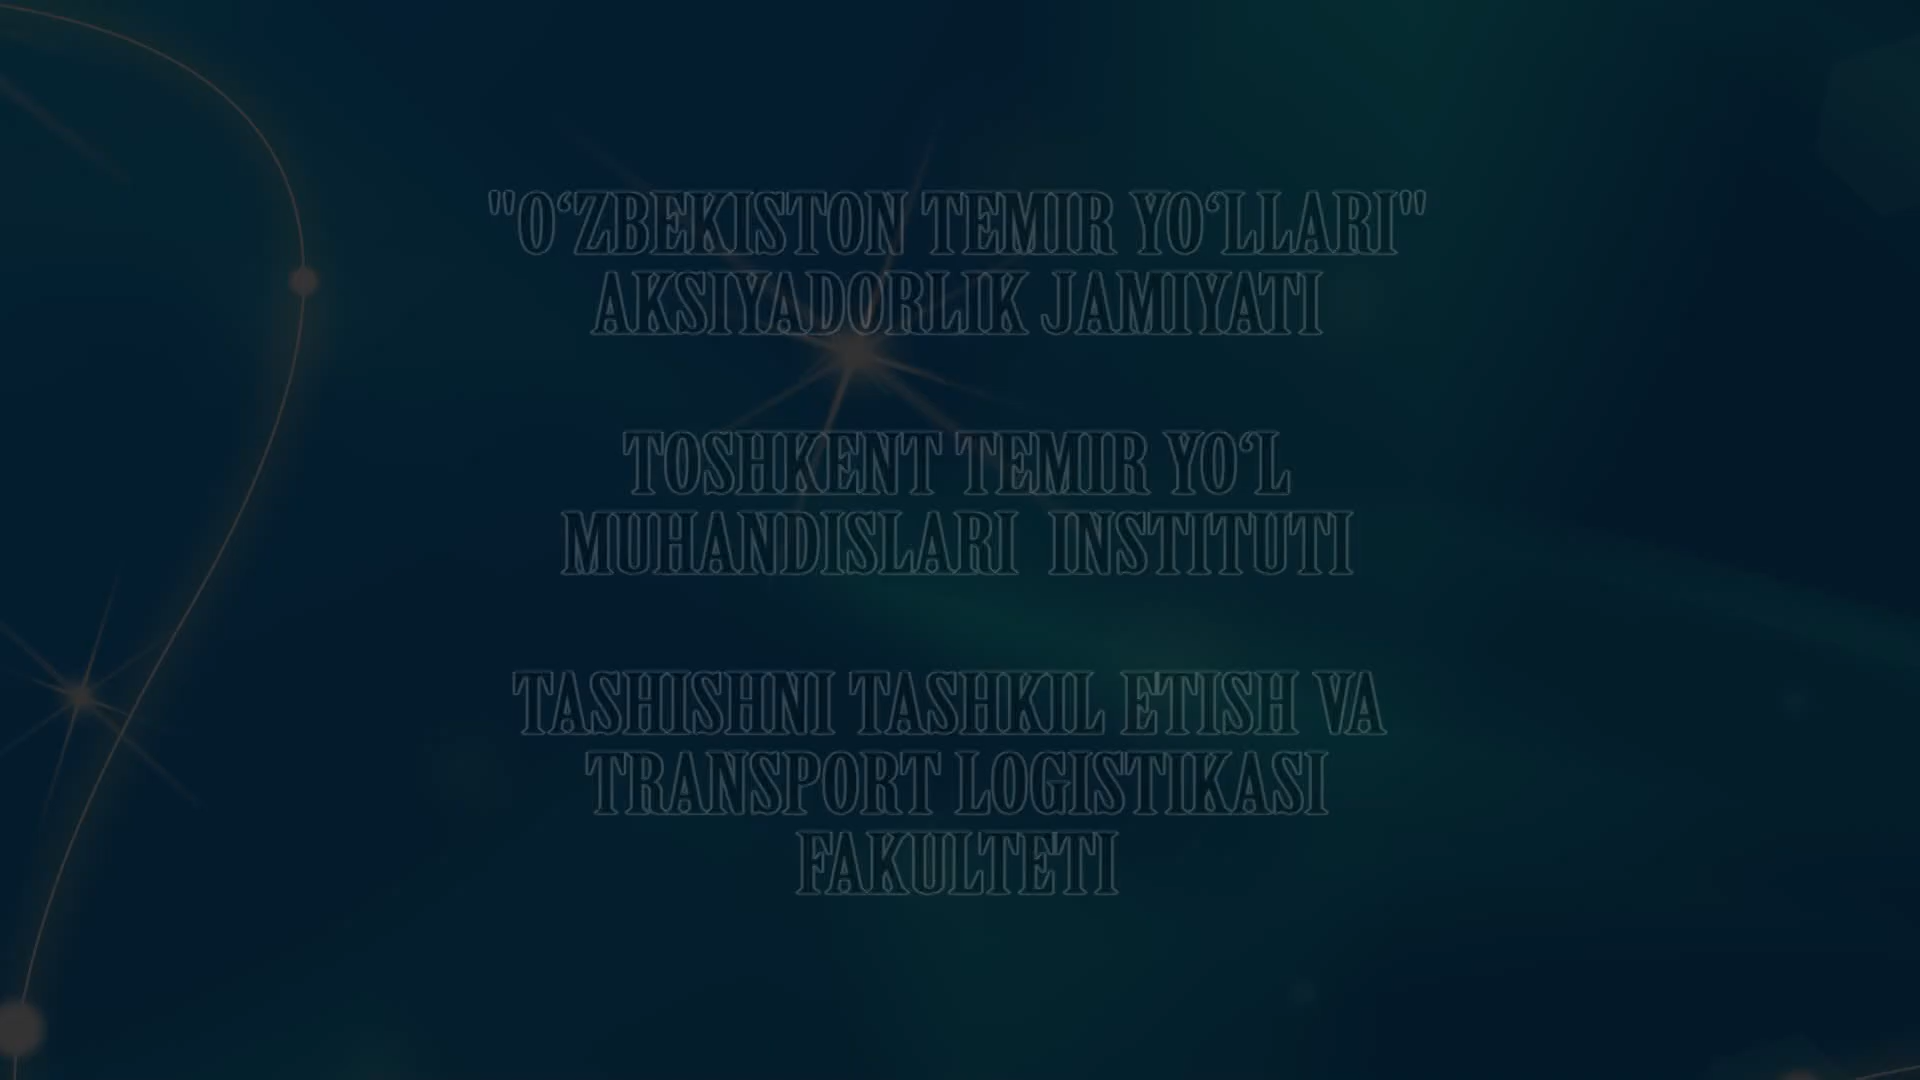 "O‘ZBEKISTON TEMIR YO‘LLARI"
AKSIYADORLIK JAMIYATI
TOSHKENT TEMIR YO‘L
MUHANDISLARI INSTITUTI
TASHISHNI TASHKIL ETISH VA
TRANSPORT LOGISTIKASI
FAKULTETI